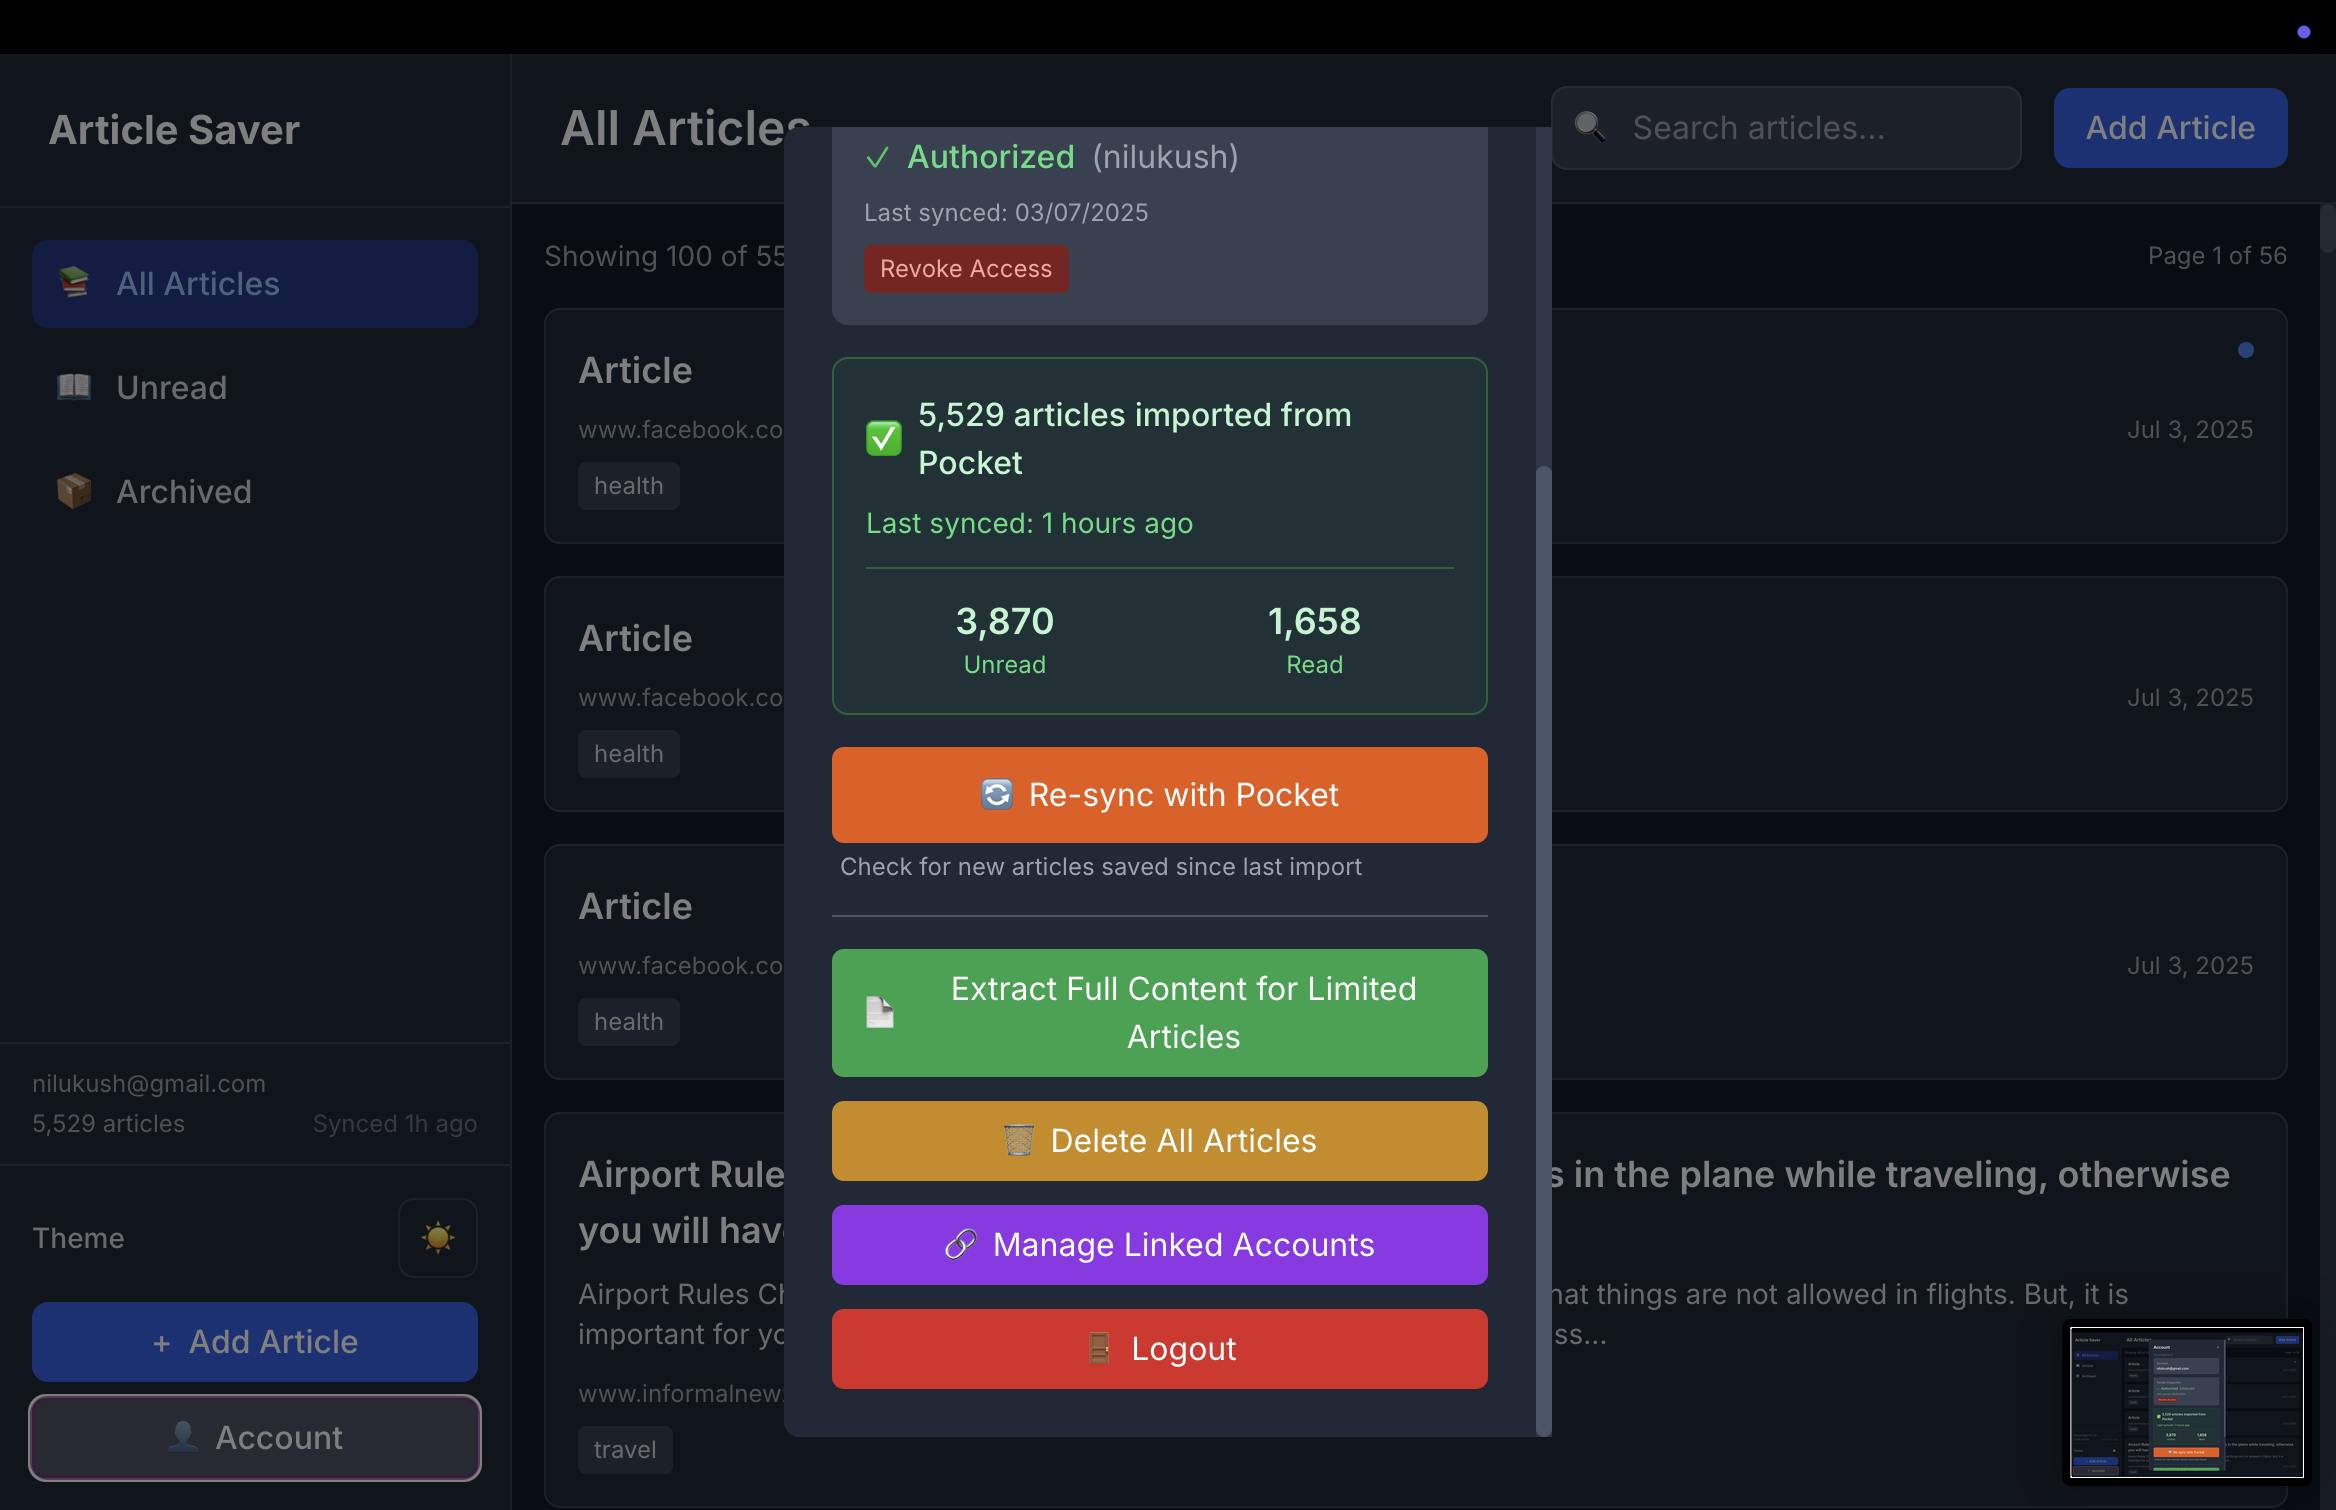 Article Saver
All Articles
Unread
Archived
nilukush@gmail.com
5,529 articles
Synced 1h ago
Theme
+ Add Article
Account
All Articles
Search articles...
Add Article
Showing 100 of 55
Page 1 of 56
Article
www.facebook.co
Jul 3, 2025
health
Article
www.facebook.co
Jul 3, 2025
health
Article
www.facebook.co
Jul 3, 2025
health
Airport Rule
s in the plane while traveling, otherwise
you will hav
Airport Rules Ch
hat things are not allowed in flights. But, it is
important for yo
ss...
www.informalnew
travel
✓ Authorized (nilukush)
Last synced: 03/07/2025
Revoke Access
5,529 articles imported from
Pocket
Last synced: 1 hours ago
3,870
Unread
1,658
Read
Re-sync with Pocket
Check for new articles saved since last import
Extract Full Content for Limited
Articles
Delete All Articles
Manage Linked Accounts
Logout